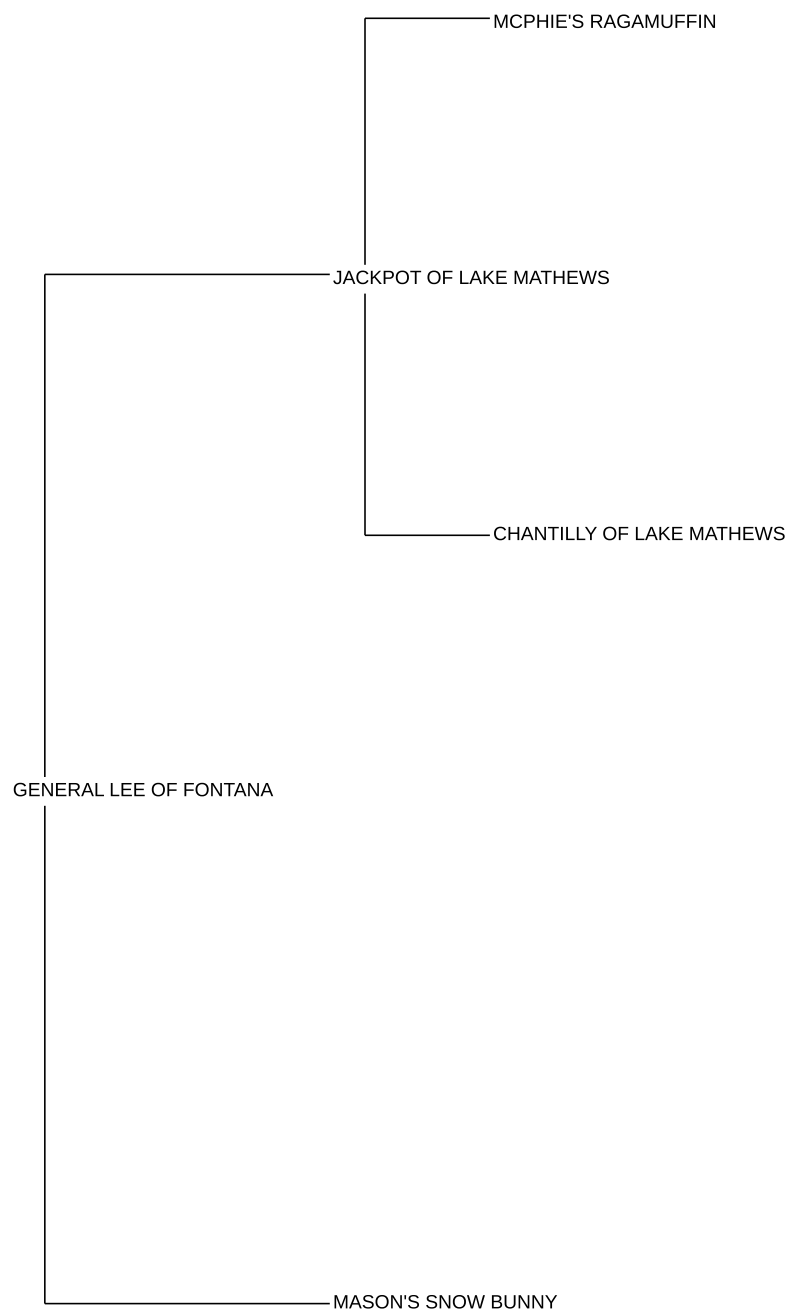 MCPHIE'S RAGAMUFFIN
JACKPOT OF LAKE MATHEWS
CHANTILLY OF LAKE MATHEWS
GENERAL LEE OF FONTANA
MASON'S SNOW BUNNY